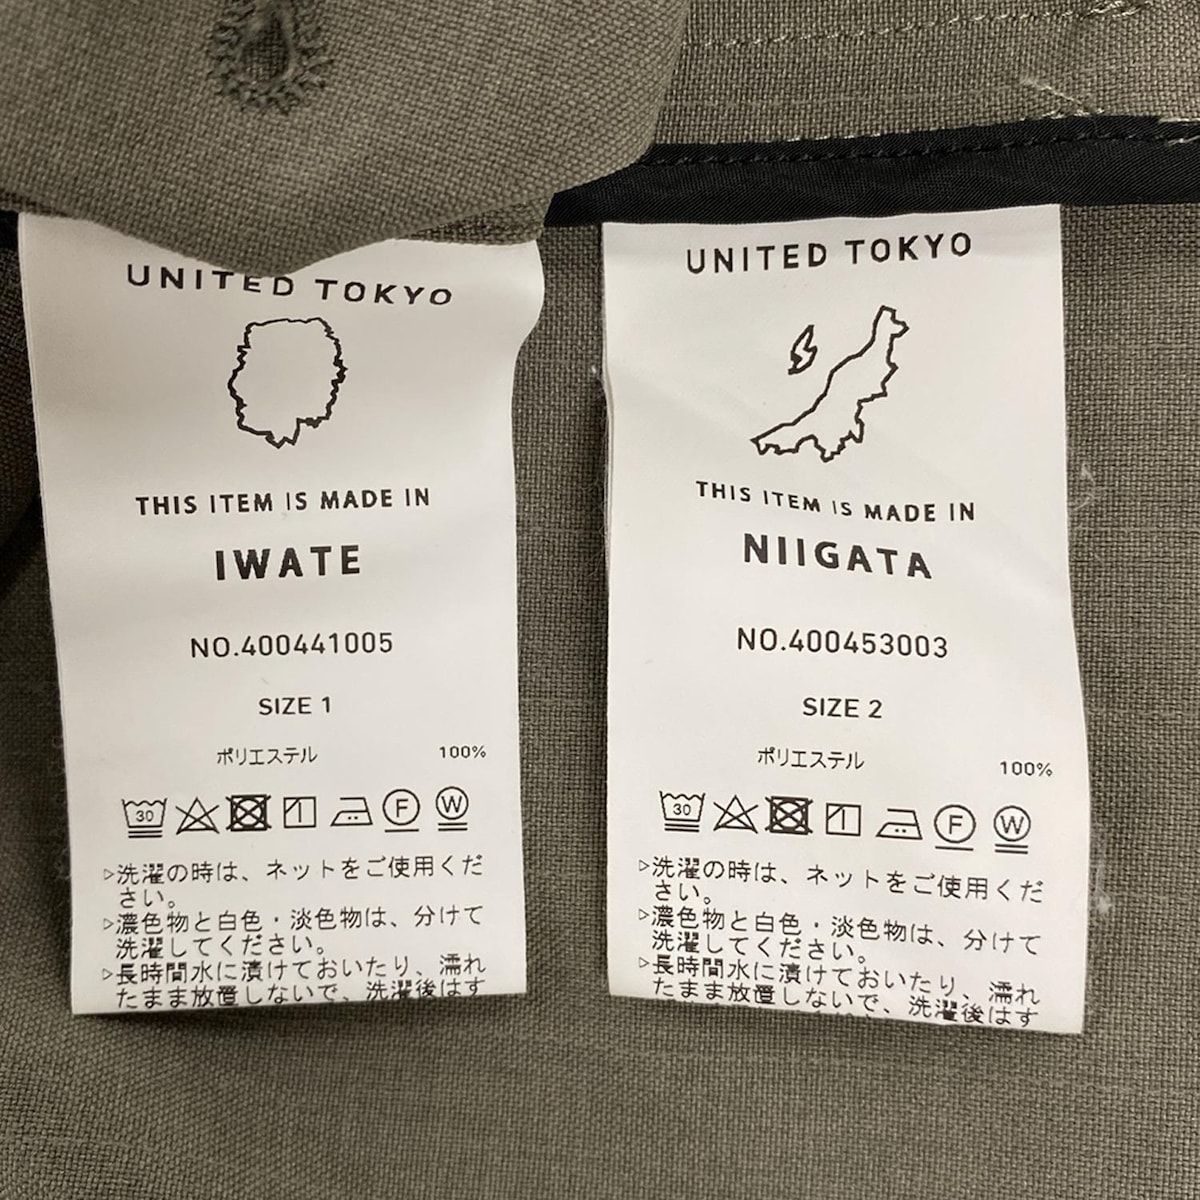 UNITED TOKYO
THIS ITEM IS MADE IN
IWATE
NO.400441005
SIZE 1
ポリエステル 100%
30 F W
▷洗濯の時は、ネットをご使用くだ
さい。
▷濃色物と白色・淡色物は、分けて
洗濯してください。
▷長時間水に漬けておいたり、濡れ
たまま放置しないで、洗濯後はす
UNITED TOKYO
THIS ITEM IS MADE IN
NIIGATA
NO.400453003
SIZE 2
ポリエステル 100%
30 F W
▷洗濯の時は、ネットをご使用くだ
さい。
▷濃色物と白色・淡色物は、分けて
洗濯してください。
▷長時間水に漬けておいたり、濡れ
たまま放置しないで、洗濯後はす